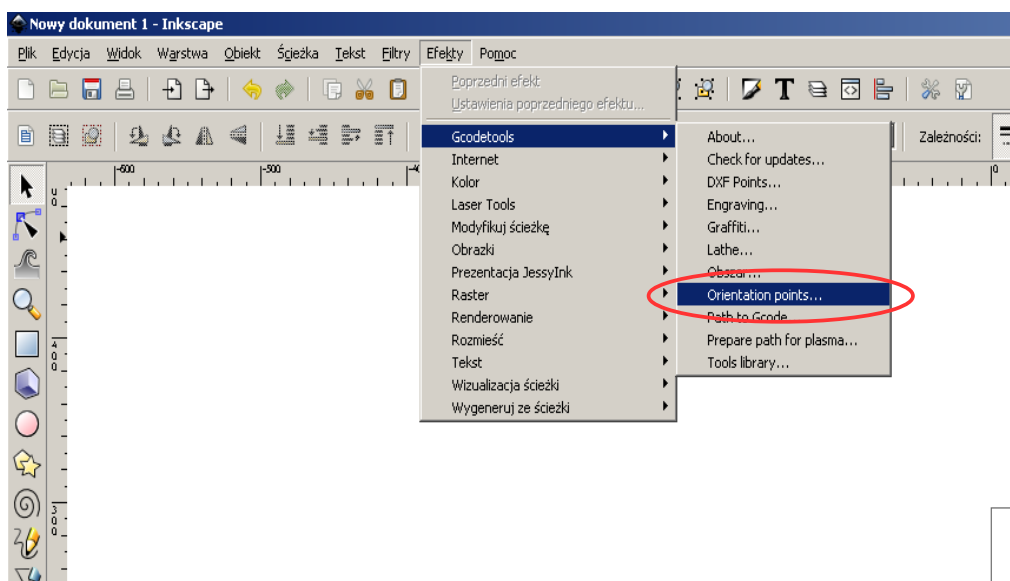 Nowy dokument 1 - Inkscape
Plik Edycja Widok Warstwa Obiekt Ścieżka Tekst Filtry Efekty Pomoc
Poprzedni efekt
Ustawienia poprzedniego efektu...
Zależności:
Gcodetools
Internet
Kolor
Laser Tools
Modyfikuj ścieżkę
Obrazki
Prezentacja JessyInk
Raster
Renderowanie
Rozmieść
Tekst
Wizualizacja ścieżki
Wygeneruj ze ścieżki
About...
Check for updates...
DXF Points...
Engraving...
Graffiti...
Lathe...
Obszar...
Orientation points...
Path to Gcode...
Prepare path for plasma...
Tools library...
-600 -500 0
400
300